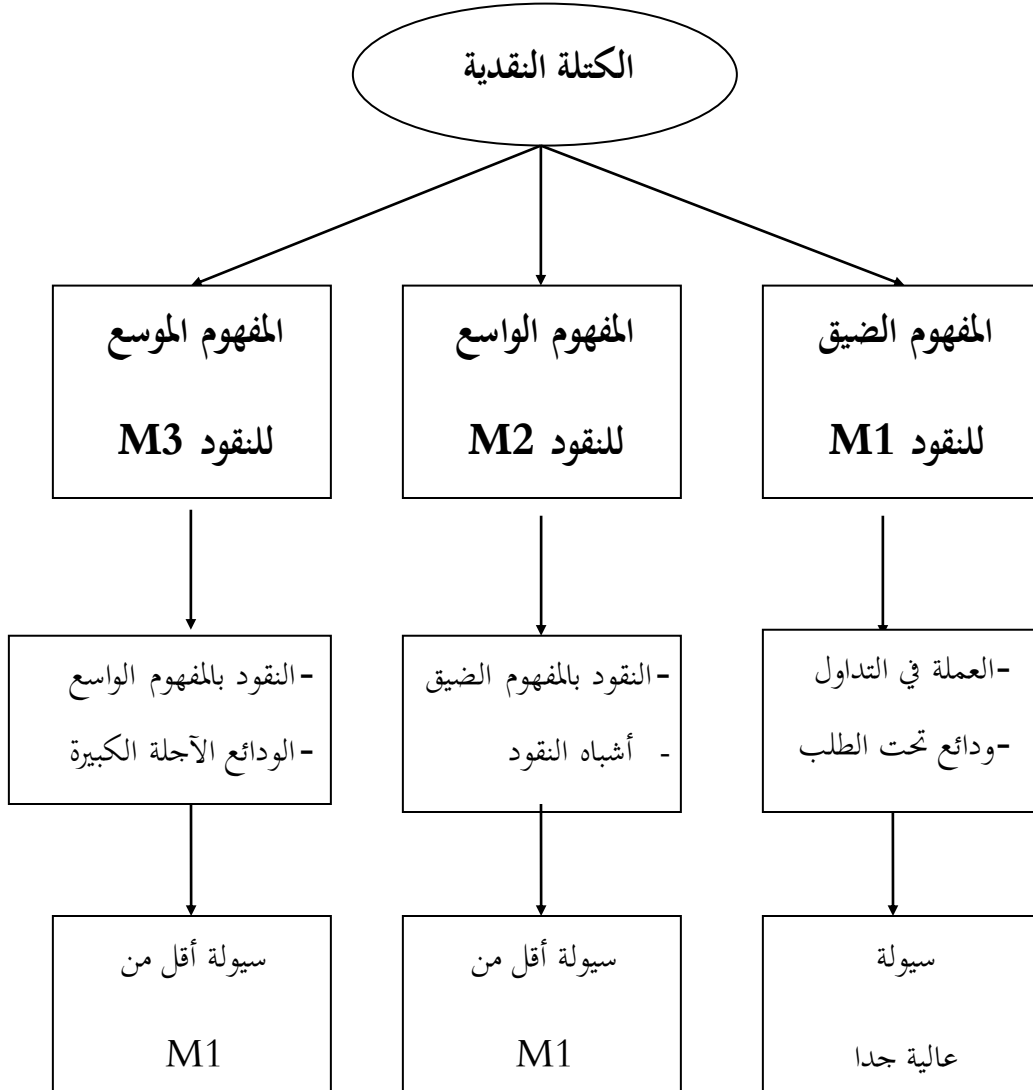 الكتلة النقدية
المفهوم الضيق
للنقود M1
المفهوم الواسع
للنقود M2
المفهوم الموسع
للنقود M3
-العملة في التداول
-ودائع تحت الطلب
-النقود بالمفهوم الضيق
- أشباه النقود
-النقود بالمفهوم الواسع
-الودائع الآجلة الكبيرة
سيولة
عالية جدا
سيولة أقل من
M1
سيولة أقل من
M1